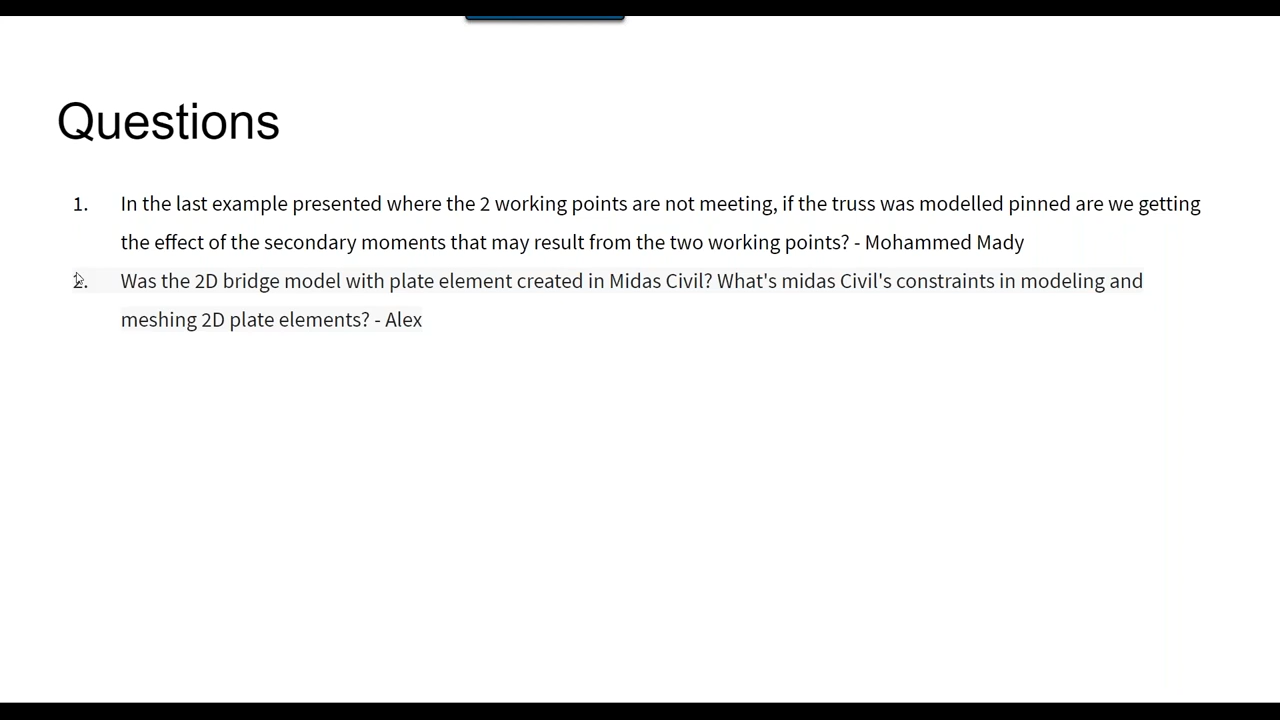 Questions
1. In the last example presented where the 2 working points are not meeting, if the truss was modelled pinned are we getting
the effect of the secondary moments that may result from the two working points? - Mohammed Mady
2. Was the 2D bridge model with plate element created in Midas Civil? What's midas Civil's constraints in modeling and
meshing 2D plate elements? - Alex